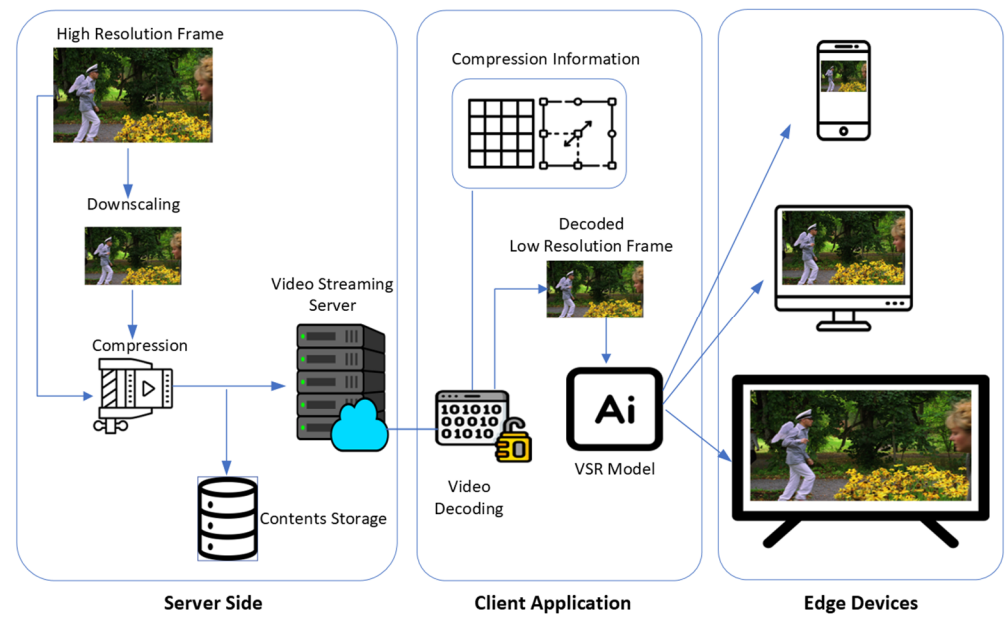 High Resolution Frame
Downscaling
Compression
Video Streaming
Server
Contents Storage
Server Side
Compression Information
Decoded
Low Resolution Frame
101010
00010
01010
Video
Decoding
Ai
VSR Model
Client Application
Edge Devices